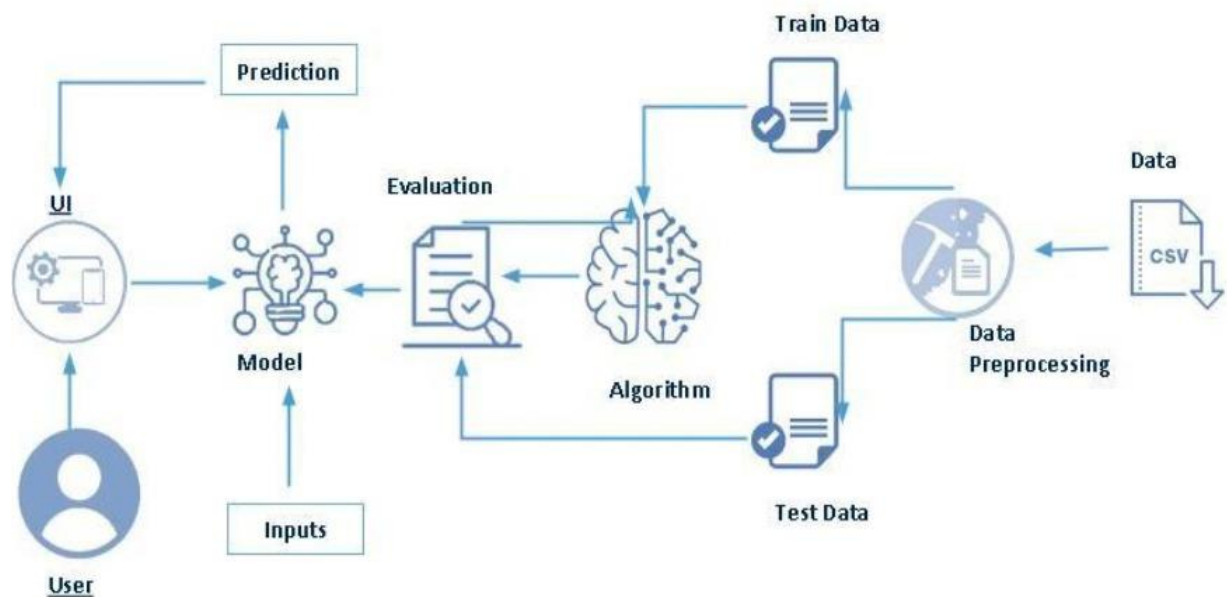 Train Data
Prediction
Data
Evaluation
UI
CSV
Model
Data
Preprocessing
Algorithm
Inputs
Test Data
User